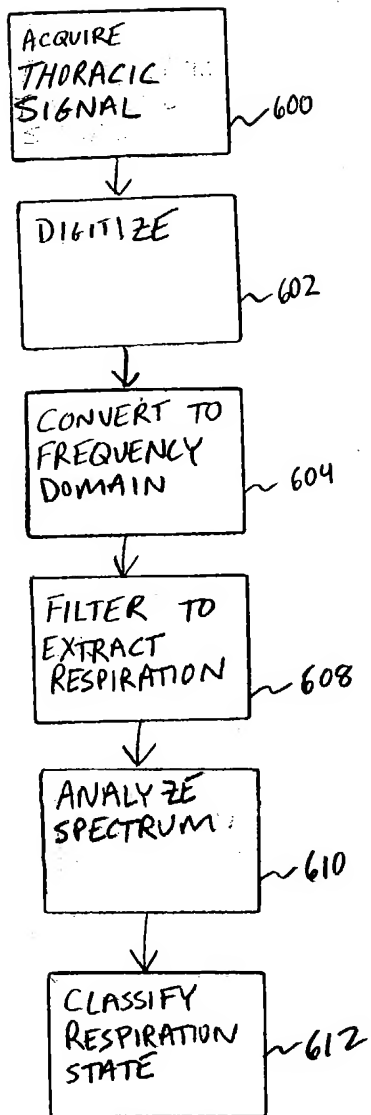 ACQUIRE
THORACIC
SIGNAL
600
DIGITIZE
602
CONVERT TO
FREQUENCY
DOMAIN
604
FILTER TO
EXTRACT
RESPIRATION
608
ANALYZE
SPECTRUM
610
CLASSIFY
RESPIRATION
STATE
612